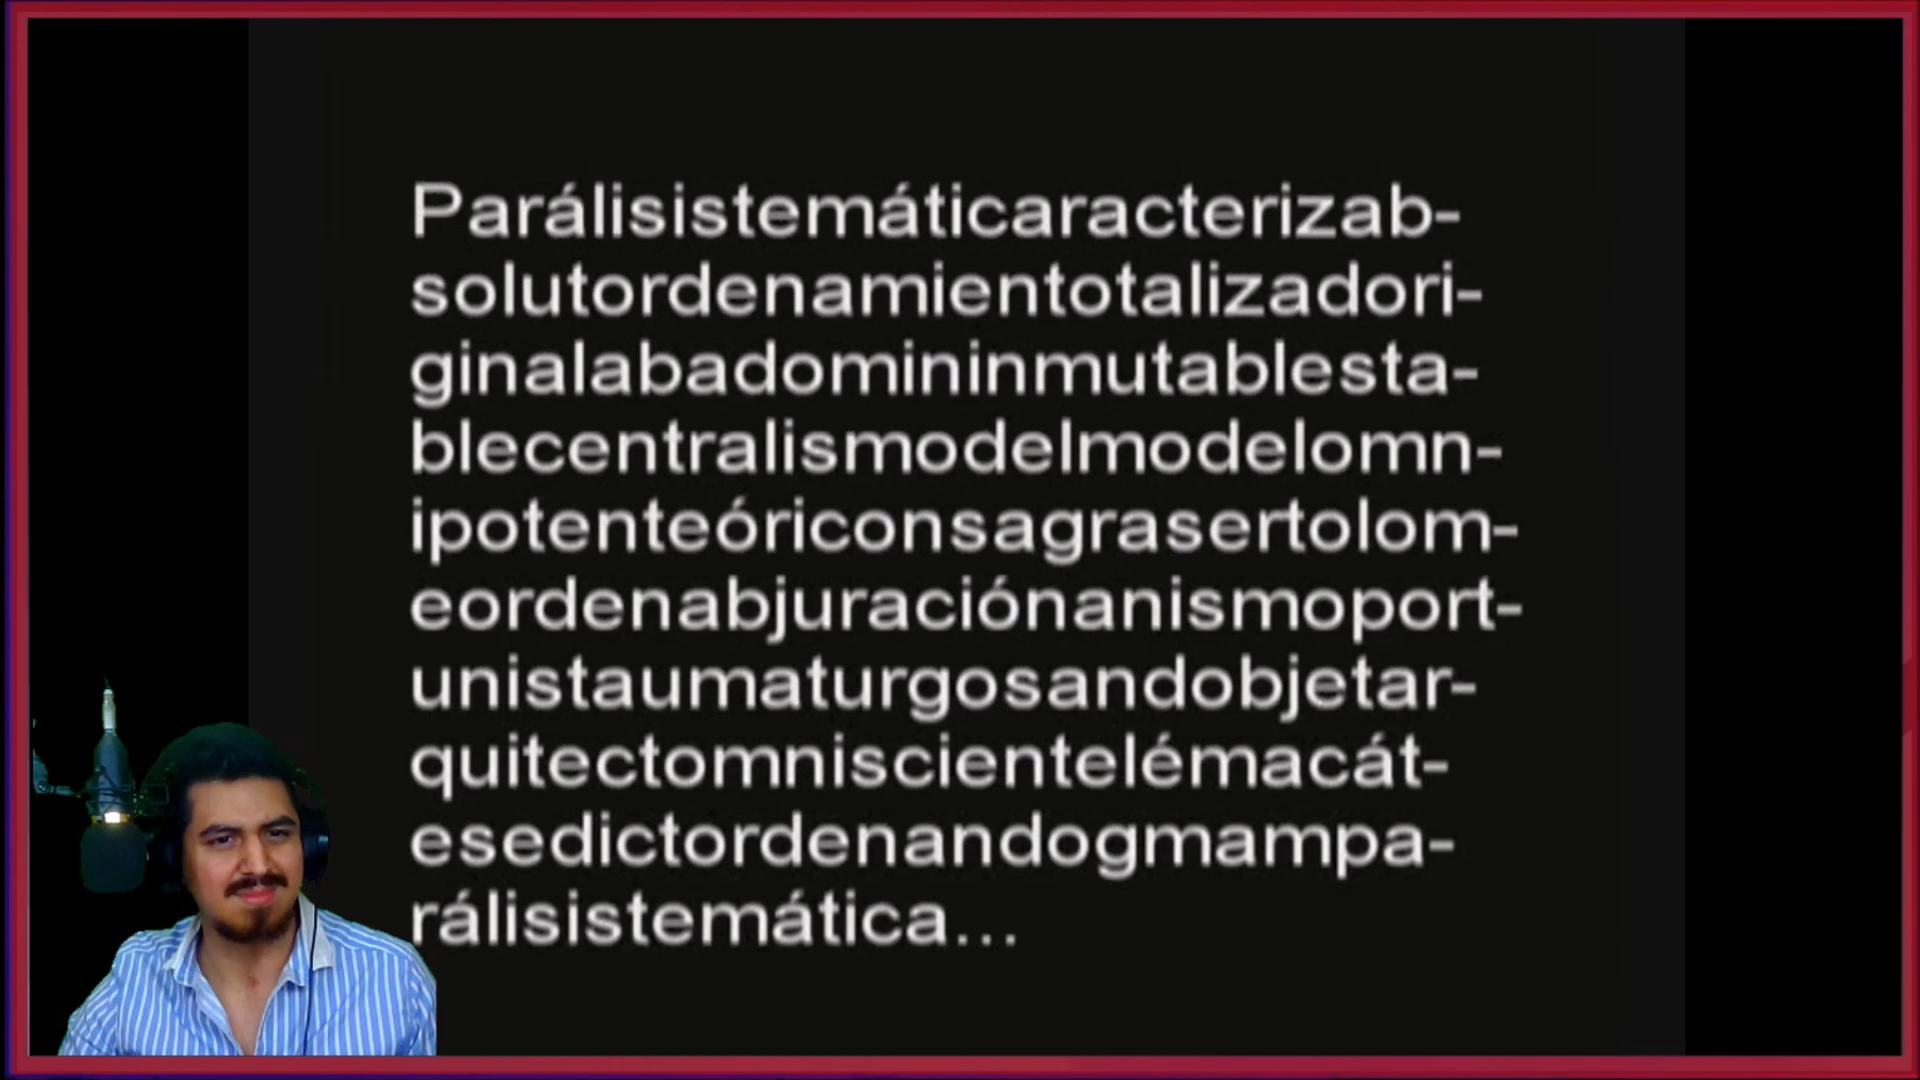 Parálisistemáticaracterizab-
solutordenamientotalizadori-
ginalabadomininmutablesta-
blecentralismodelmodelomn-
ipotenteóriconsagrasertolom-
eordenabjuraciónanismoport-
unistaumaturgosandobjetar-
quitectomniscientelémacát-
esedictordenandogmampa-
rálisistemática...